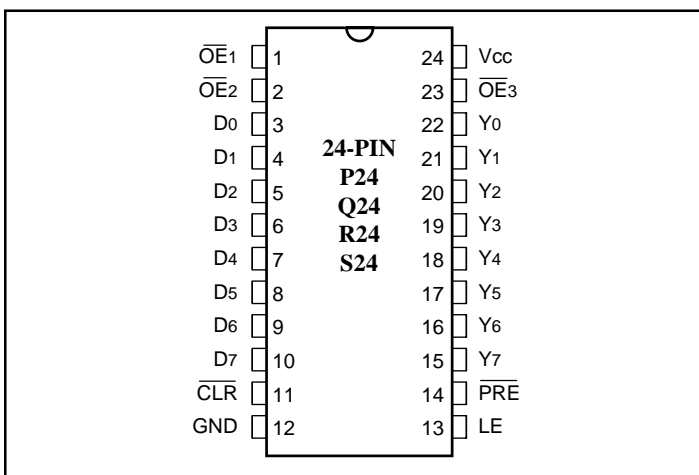 OE1 1 24 Vcc
OE2 2 23 OE3
D0 3 22 Y0
D1 4 24-PIN 21 Y1
P24
D2 5 20 Y2
Q24
D3 6 19 Y3
R24
D4 7 18 Y4
S24
D5 8 17 Y5
D6 9 16 Y6
D7 10 15 Y7
CLR 11 14 PRE
GND 12 13 LE